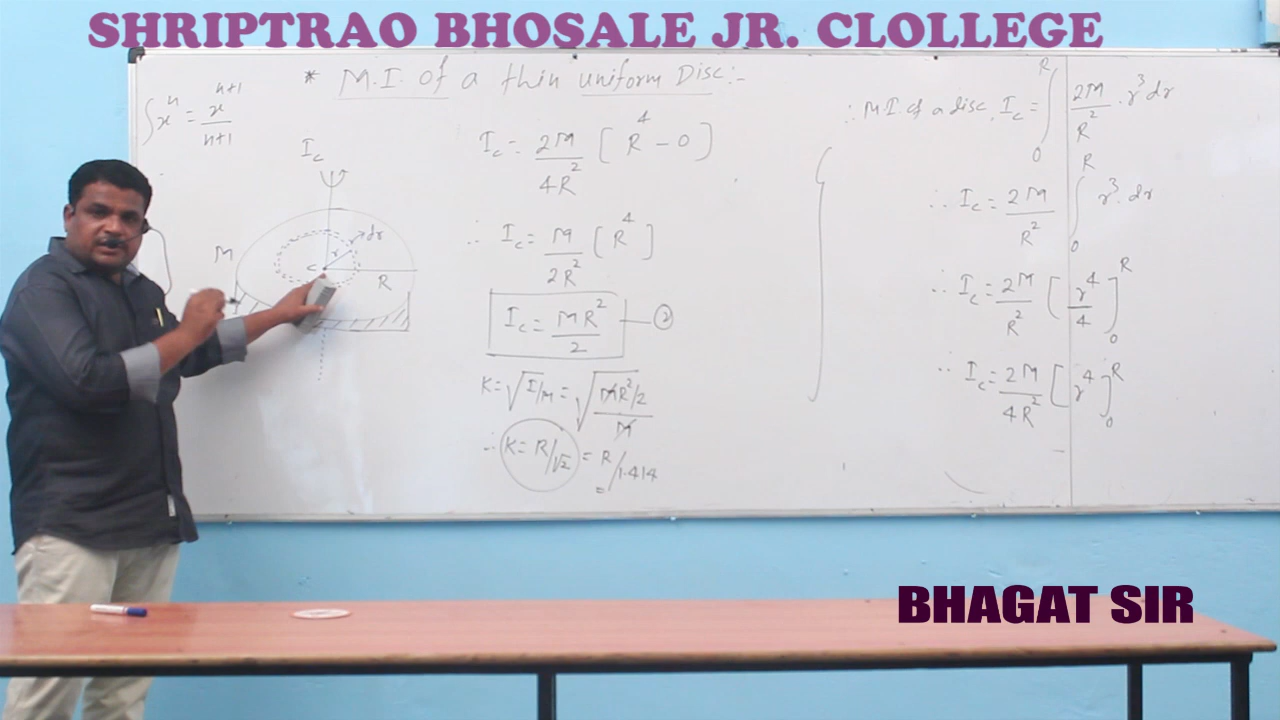 SHRIPTRAO BHOSALE JR. CLOLLEGE
* M.I. of a thin uniform Disc:-
∫xⁿ = xⁿ⁺¹/n+1
I_c
M
c
r
dr
R
I_c = 2M/4R² [R⁴ - 0]
∴ I_c = M/2R² [R⁴]
I_c = MR²/2 — ②
K = √I/M = √MR²/2/M
∴ K = R/√2 = R/1.414
∴ M.I. of a disc, I_c = ∫₀ᴿ 2M/R² · r³ dr
∴ I_c = 2M/R² ∫₀ᴿ r³ · dr
∴ I_c = 2M/R² [r⁴/4]₀ᴿ
∴ I_c = 2M/4R² [r⁴]₀ᴿ
BHAGAT SIR